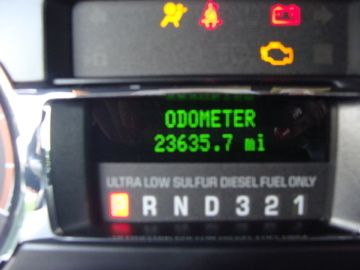 ODOMETER
23635.7 mi
ULTRA LOW SULFUR DIESEL FUEL ONLY
R N D 3 2 1